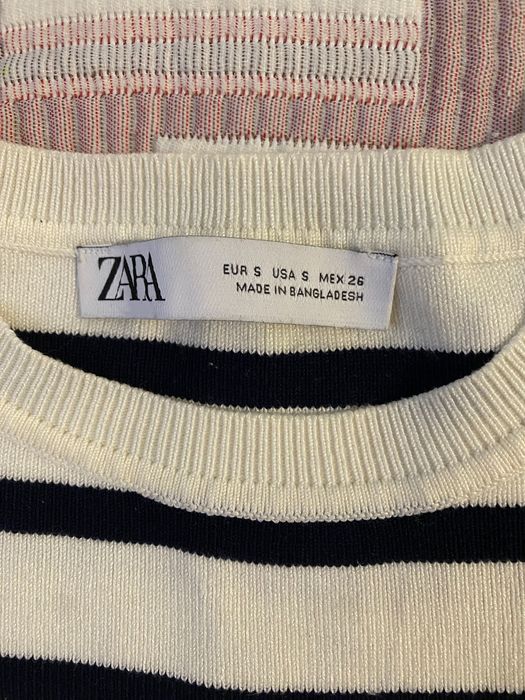 ZARA
EUR S USA S MEX 26
MADE IN BANGLADESH